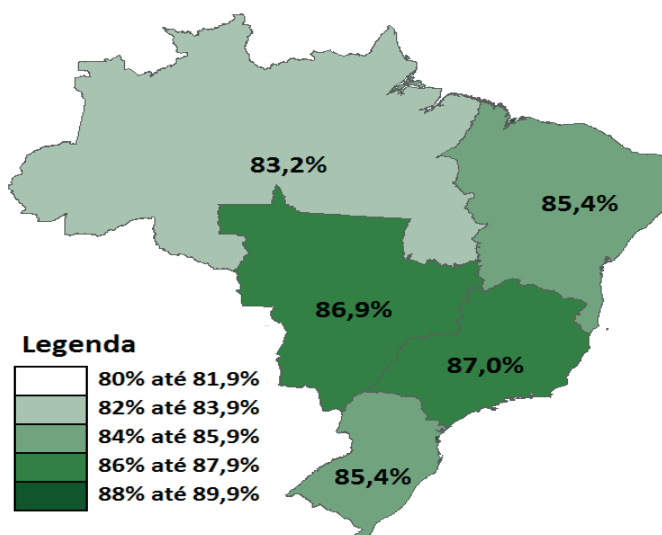 83,2%
85,4%
86,9%
87,0%
85,4%
Legenda
80% até 81,9%
82% até 83,9%
84% até 85,9%
86% até 87,9%
88% até 89,9%